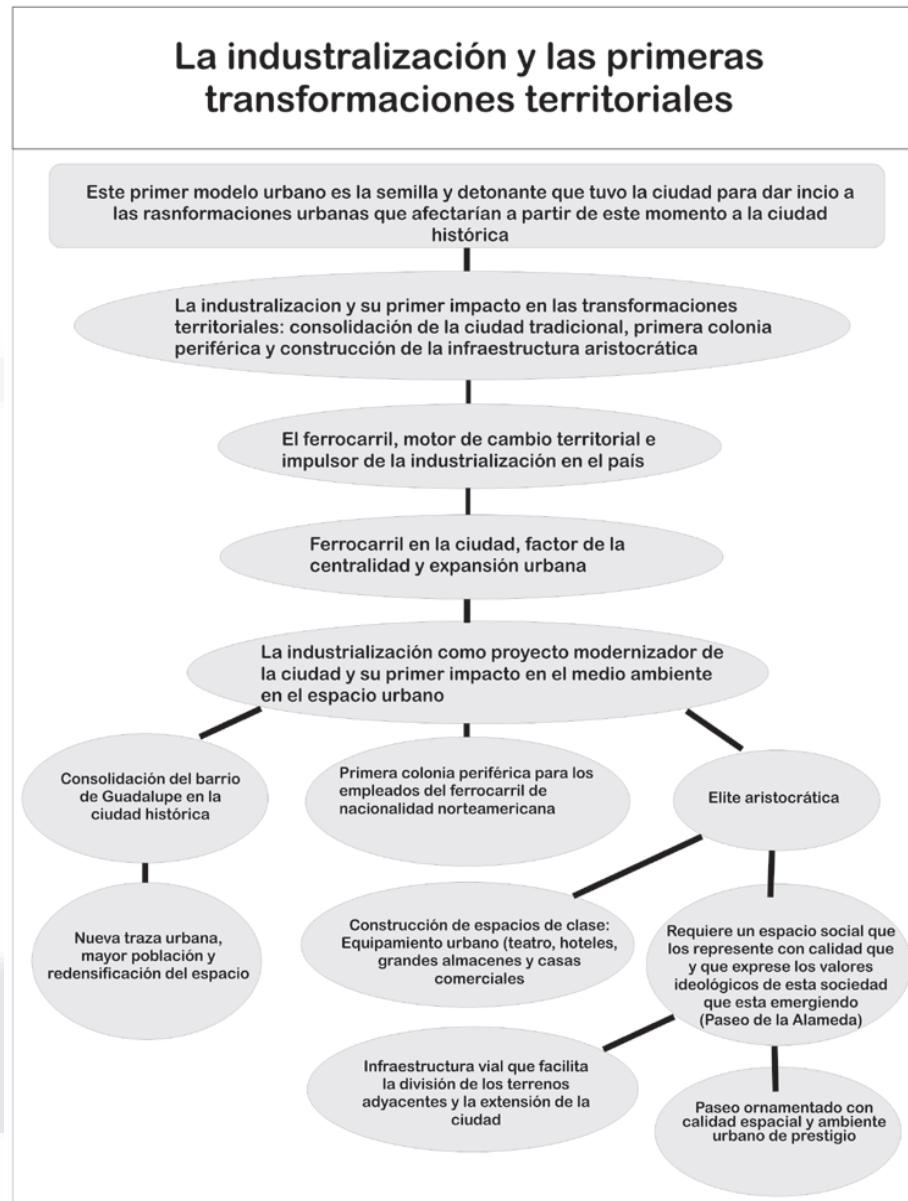 La industralización y las primeras
transformaciones territoriales
Este primer modelo urbano es la semilla y detonante que tuvo la ciudad para dar incio a
las rasnformaciones urbanas que afectarían a partir de este momento a la ciudad
histórica
La industralizacion y su primer impacto en las transformaciones
territoriales: consolidación de la ciudad tradicional, primera colonia
periférica y construcción de la infraestructura aristocrática
El ferrocarril, motor de cambio territorial e
impulsor de la industrialización en el país
Ferrocarril en la ciudad, factor de la
centralidad y expansión urbana
La industrialización como proyecto modernizador de
la ciudad y su primer impacto en el medio ambiente
en el espacio urbano
Consolidación del barrio
de Guadalupe en la
ciudad histórica
Primera colonia periférica para los
empleados del ferrocarril de
nacionalidad norteamericana
Elite aristocrática
Nueva traza urbana,
mayor población y
redensificación del espacio
Construcción de espacios de clase:
Equipamiento urbano (teatro, hoteles,
grandes almacenes y casas
comerciales
Requiere un espacio social que
los represente con calidad que
y que exprese los valores
ideológicos de esta sociedad
que esta emergiendo
(Paseo de la Alameda)
Infraestructura vial que facilita
la división de los terrenos
adyacentes y la extensión de la
ciudad
Paseo ornamentado con
calidad espacial y ambiente
urbano de prestigio